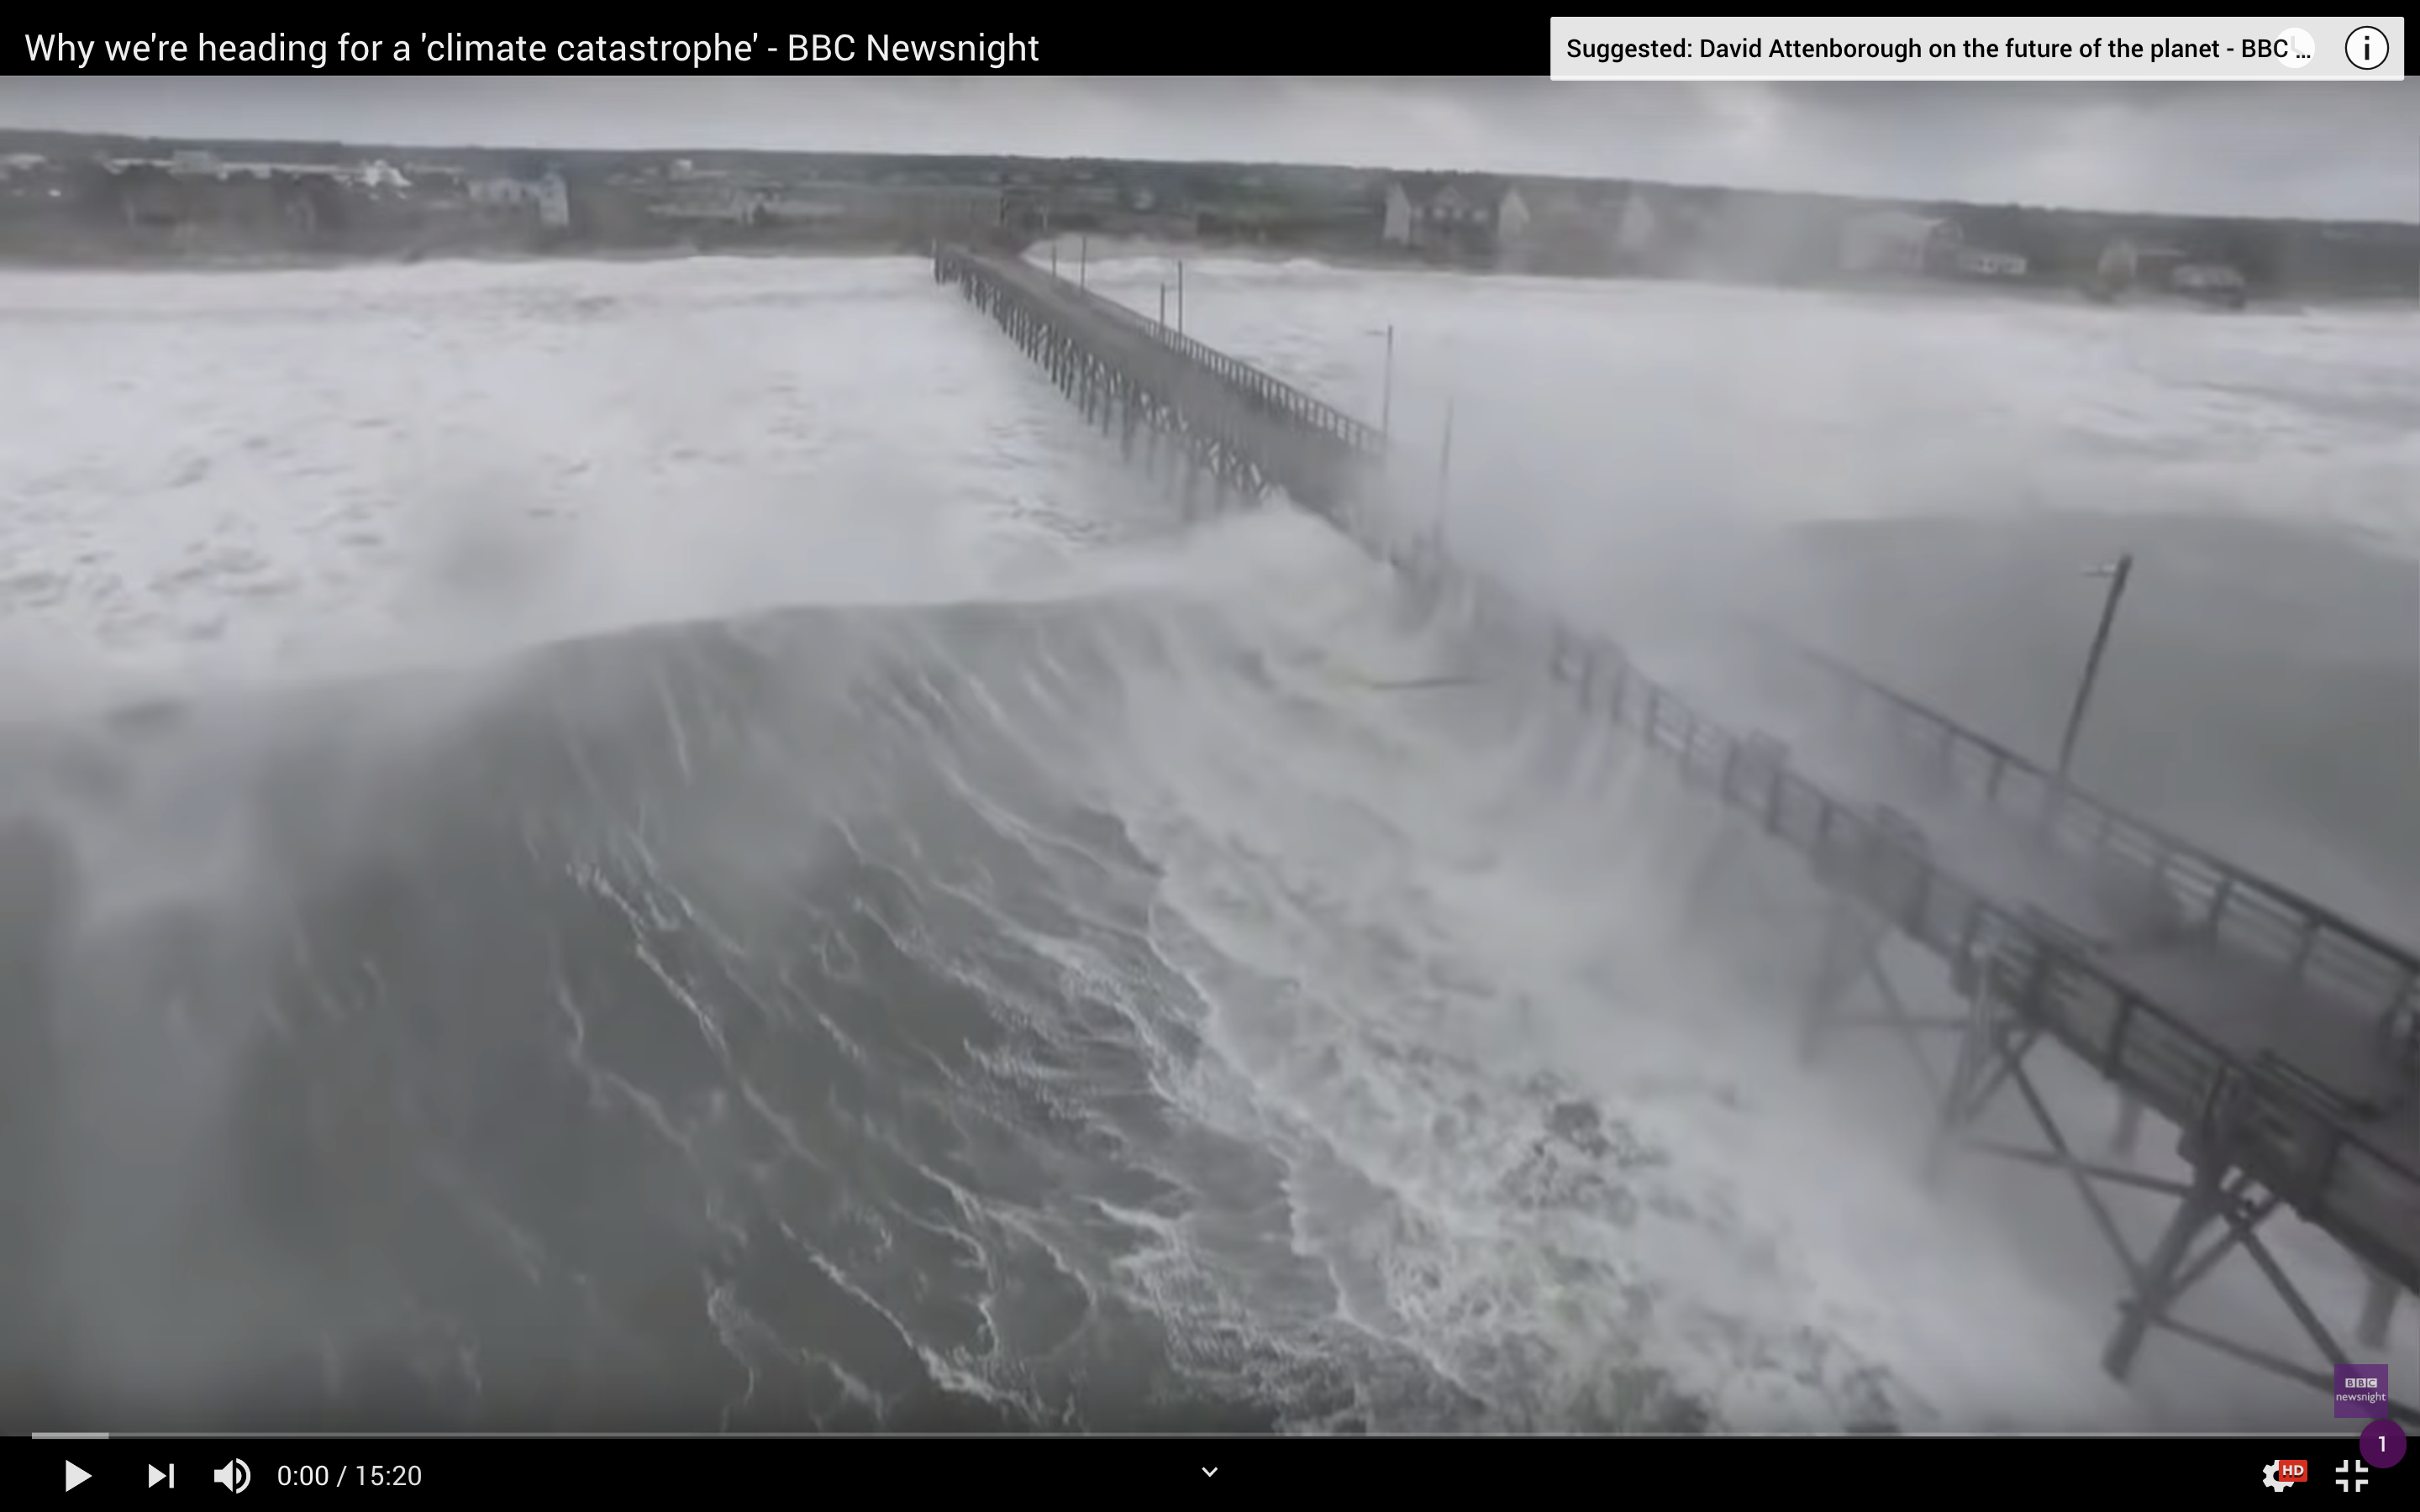 Why we're heading for a 'climate catastrophe' - BBC Newsnight
Suggested: David Attenborough on the future of the planet - BBC ...
BBC
newsnight
1
0:00 / 15:20
HD